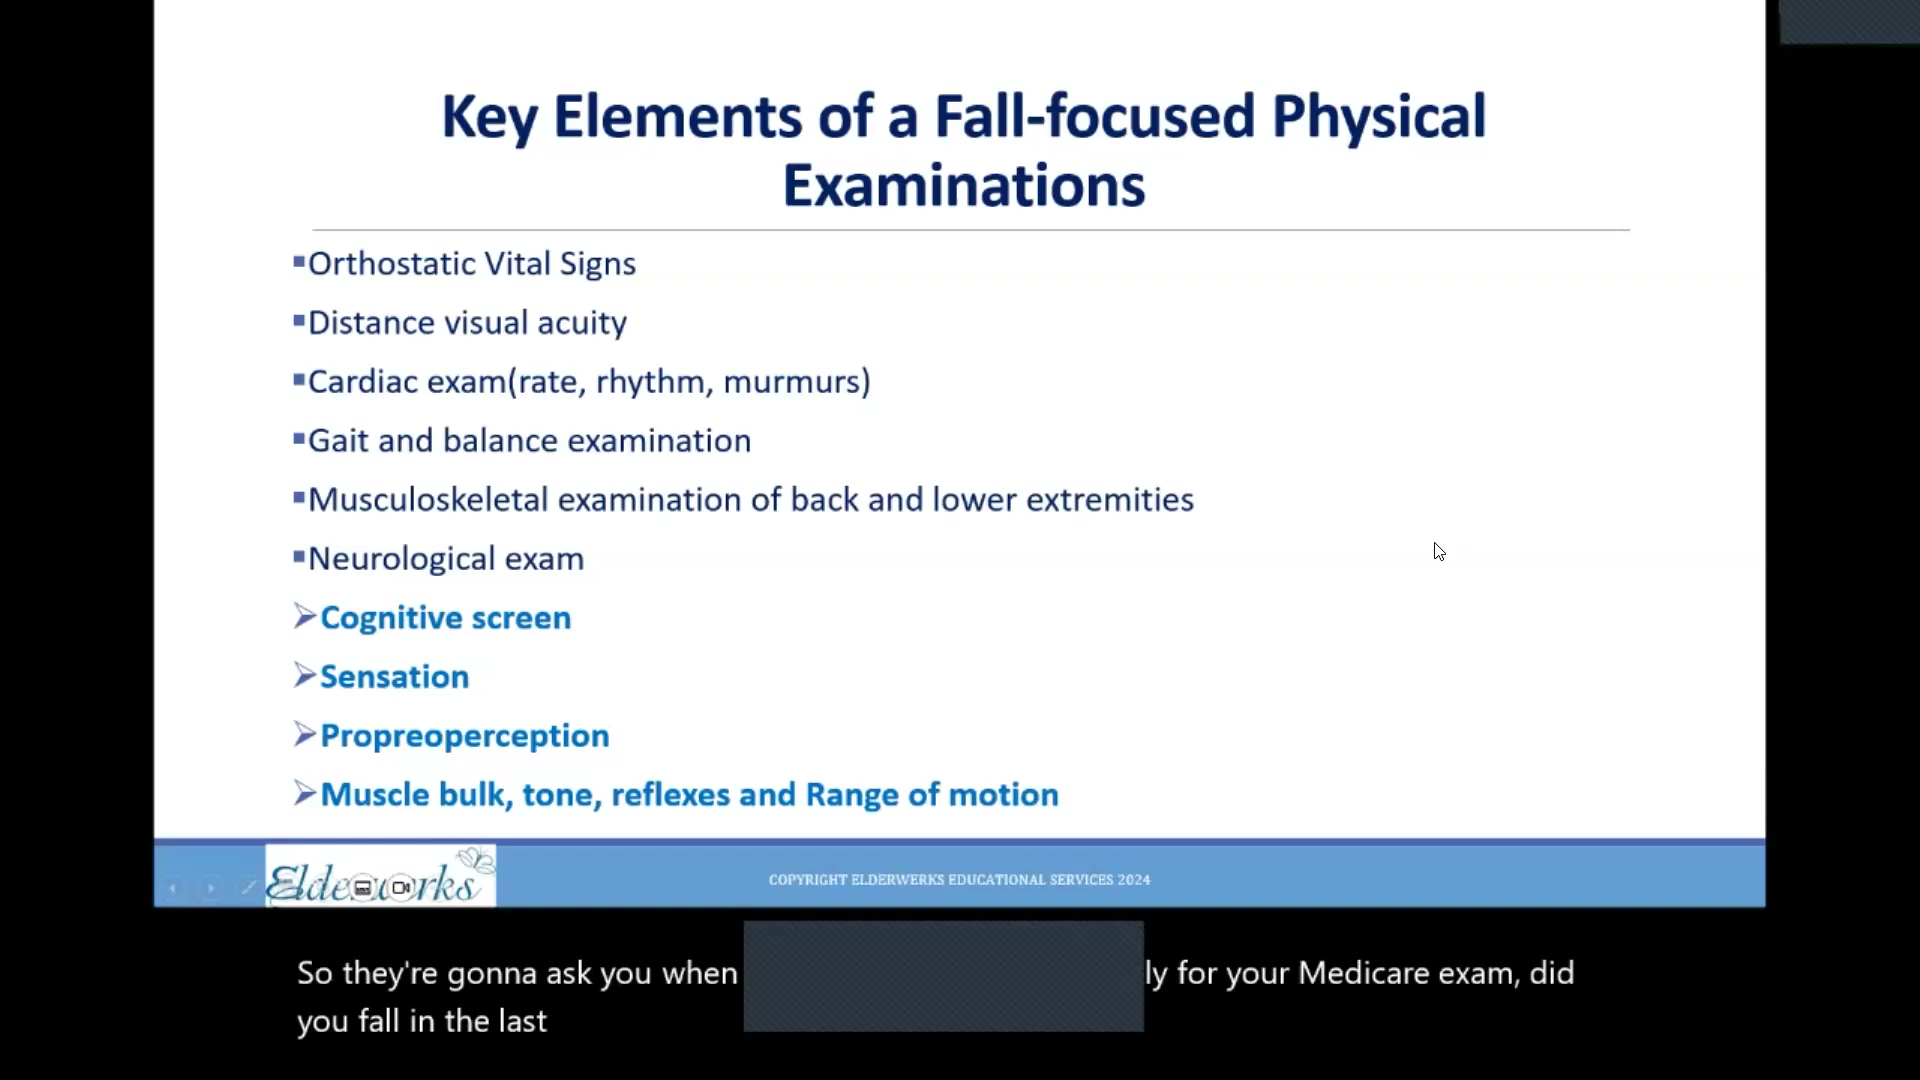 Key Elements of a Fall-focused Physical
Examinations
▪Orthostatic Vital Signs
▪Distance visual acuity
▪Cardiac exam(rate, rhythm, murmurs)
▪Gait and balance examination
▪Musculoskeletal examination of back and lower extremities
▪Neurological exam
➢Cognitive screen
➢Sensation
➢Propreoperception
➢Muscle bulk, tone, reflexes and Range of motion
COPYRIGHT ELDERWERKS EDUCATIONAL SERVICES 2024
So they're gonna ask you when ly for your Medicare exam, did
you fall in the last